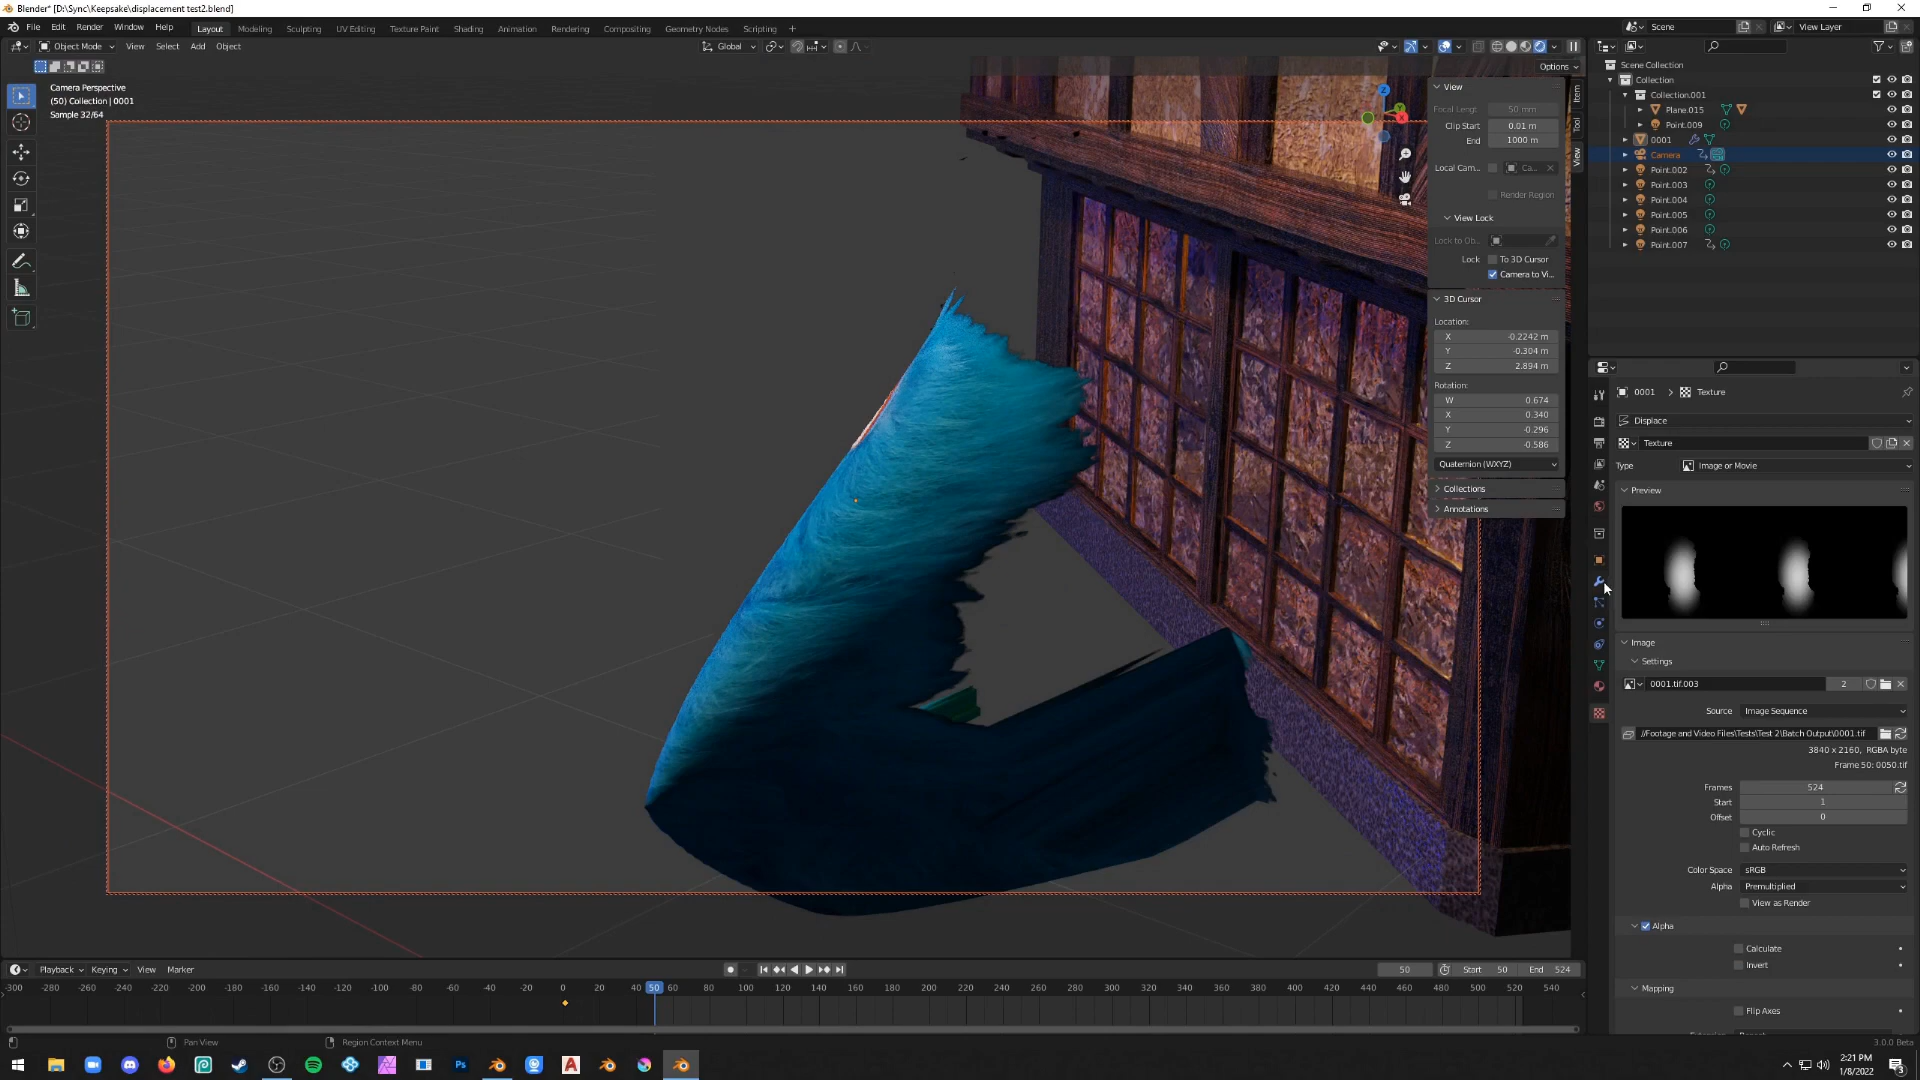 Blender* [D:\Sync\Keepsake\displacement test2.blend]
File Edit Render Window Help Layout Modeling Sculpting UV Editing Texture Paint Shading Animation Rendering Compositing Geometry Nodes Scripting + Scene View Layer
Object Mode View Select Add Object Global
Options
Camera Perspective
(50) Collection | 0001
Sample 32/64
View
Focal Lengt 50 mm
Clip Start 0.01 m
End 1000 m
Local Cam... Ca...
Render Region
View Lock
Lock to Ob...
Lock To 3D Cursor
Camera to Vi...
3D Cursor
Location:
X -0.2242 m
Y -0.304 m
Z 2.894 m
Rotation:
W 0.674
X 0.340
Y -0.296
Z -0.586
Quaternion (WXYZ)
Collections
Annotations
Item
Tool
View
Z
Y
X
Scene Collection
Collection
Collection.001
Plane.015
Point.009
0001
Camera
Point.002
Point.003
Point.004
Point.005
Point.006
Point.007
0001 > Texture
Displace
Texture
Type Image or Movie
Preview
Image
Settings
0001.tif.003 2
Source Image Sequence
//Footage and Video Files\Tests\Test 2\Batch Output\0001.tif
3840 x 2160, RGBA byte
Frame 50: 0050.tif
Frames 524
Start 1
Offset 0
Cyclic
Auto Refresh
Color Space sRGB
Alpha Premultiplied
View as Render
Alpha
Calculate
Invert
Mapping
Flip Axes
Playback Keying View Marker 50 Start 50 End 524
-300 -280 -260 -240 -220 -200 -180 -160 -140 -120 -100 -80 -60 -40 -20 0 20 40 50 60 80 100 120 140 160 180 200 220 240 260 280 300 320 340 360 380 400 420 440 460 480 500 520 540
Pan View Region Context Menu 3.0.0 Beta
Ps
2:21 PM
1/8/2022
3